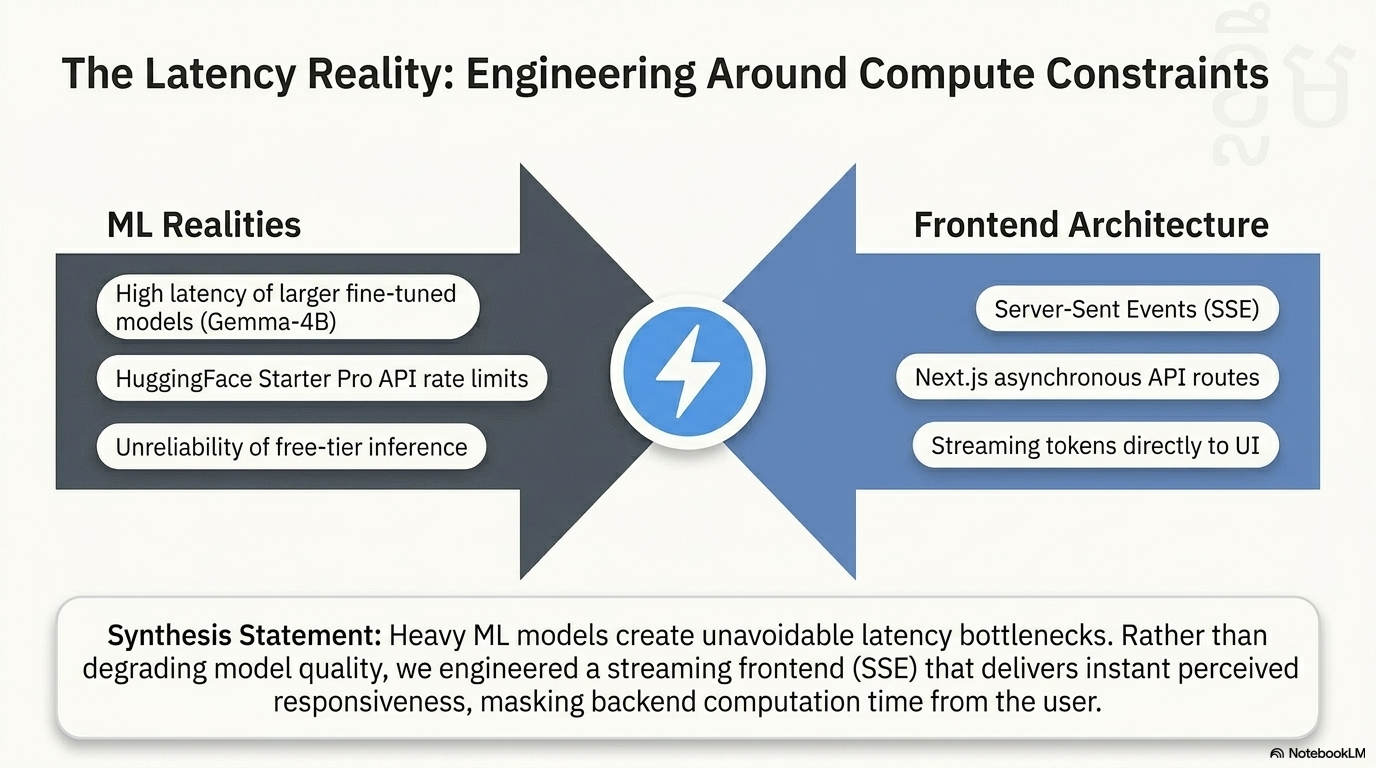 The Latency Reality: Engineering Around Compute Constraints
ML Realities
High latency of larger fine-tuned
models (Gemma-4B)
HuggingFace Starter Pro API rate limits
Unreliability of free-tier inference
Frontend Architecture
Server-Sent Events (SSE)
Next.js asynchronous API routes
Streaming tokens directly to UI
Synthesis Statement: Heavy ML models create unavoidable latency bottlenecks. Rather than
degrading model quality, we engineered a streaming frontend (SSE) that delivers instant perceived
responsiveness, masking backend computation time from the user.
NotebookLM